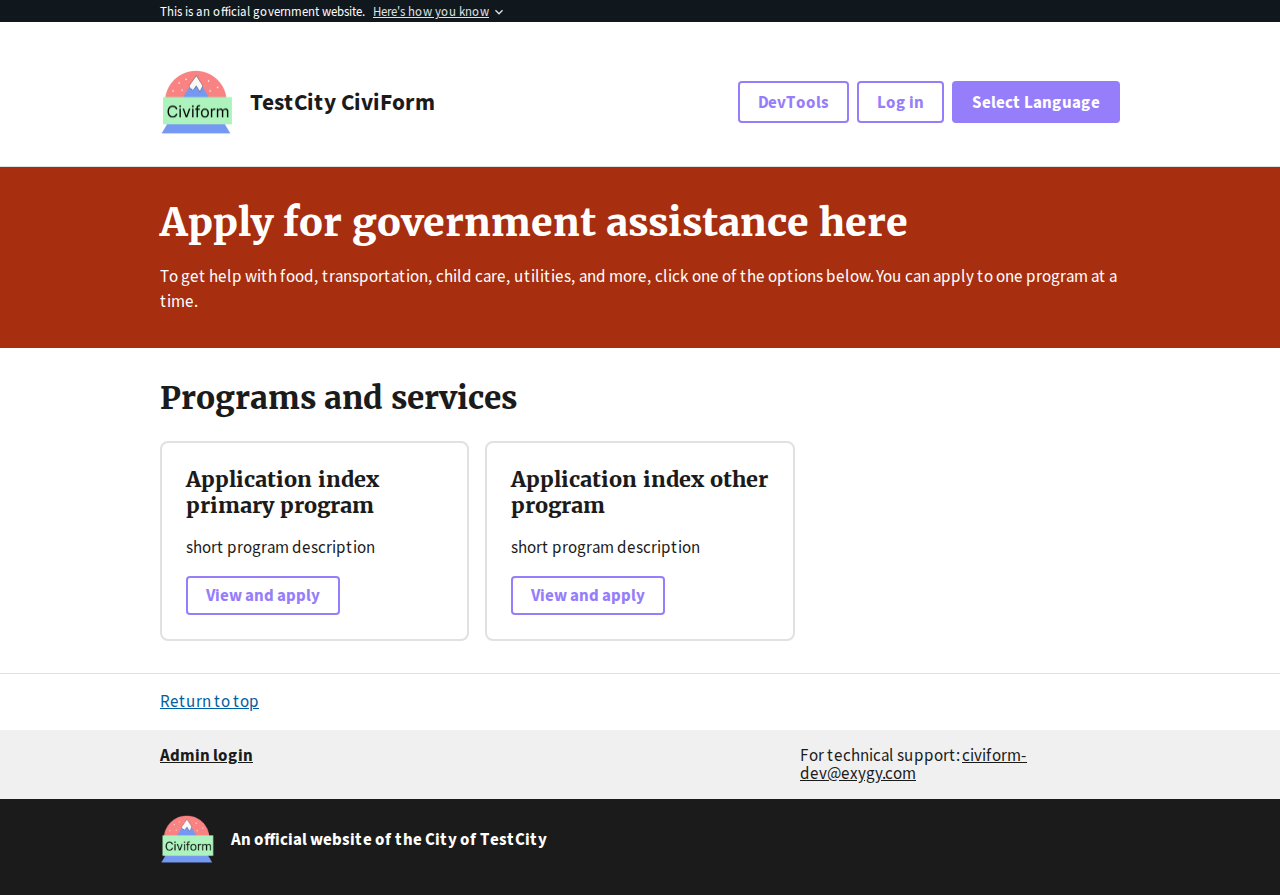 This is an official government website. Here's how you know
Civiform
TestCity CiviForm
DevTools
Log in
Select Language
Apply for government assistance here
To get help with food, transportation, child care, utilities, and more, click one of the options below. You can apply to one program at a
time.
Programs and services
Application index
primary program
short program description
View and apply
Application index other
program
short program description
View and apply
Return to top
Admin login
For technical support: civiform-
dev@exygy.com
Civiform
An official website of the City of TestCity